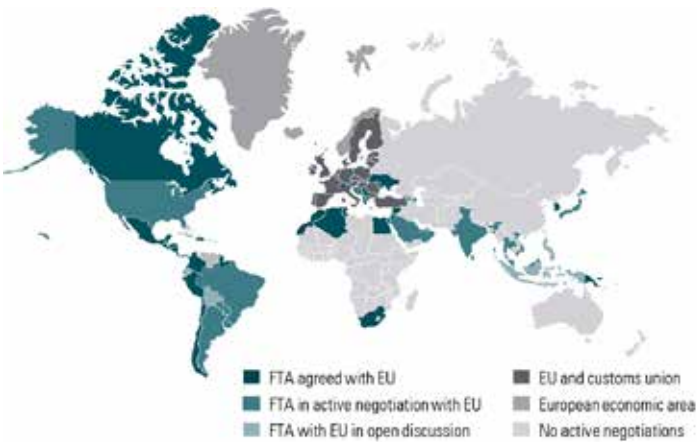 FTA agreed with EU
FTA in active negotiation with EU
FTA with EU in open discussion
EU and customs union
European economic area
No active negotiations